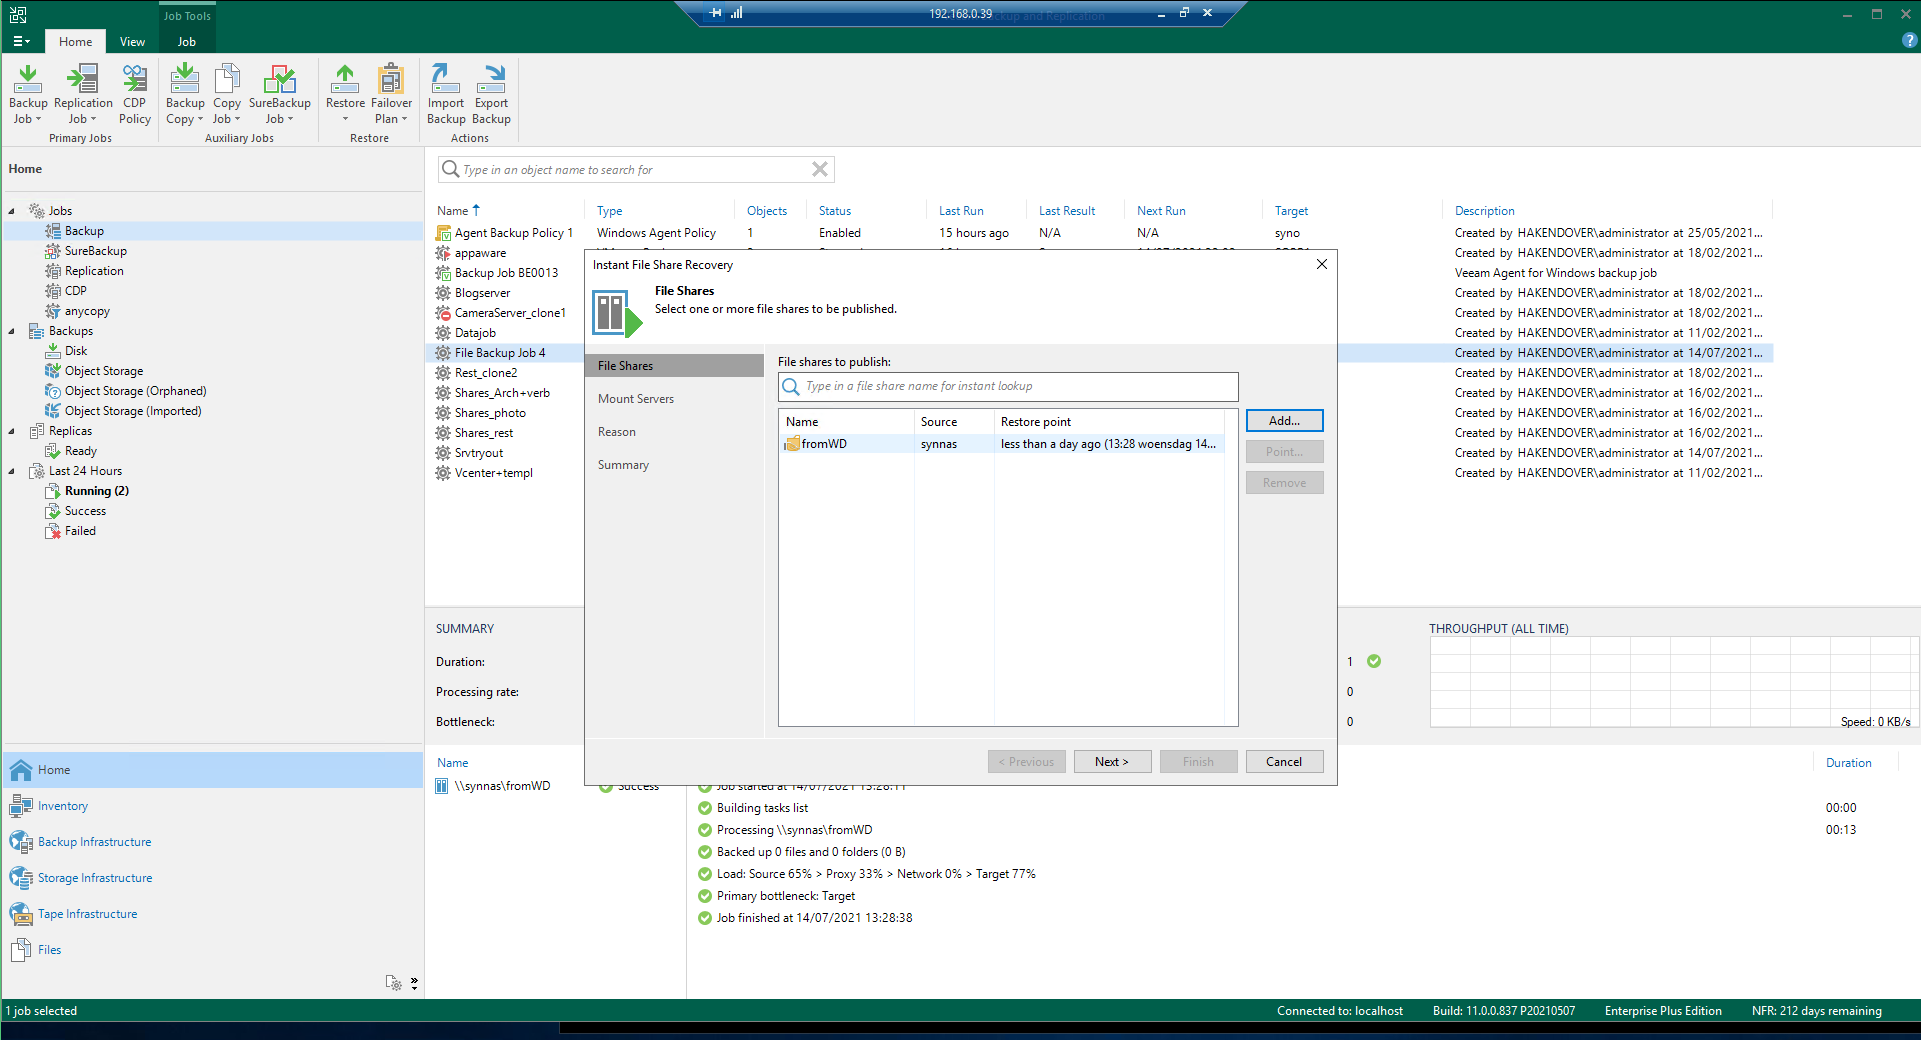 Job Tools
192.168.0.39
ckup and Replication
Home
View
Job
Backup Job
Replication Job
CDP Policy
Backup Copy
Copy Job
SureBackup Job
Restore
Failover Plan
Import Backup
Export Backup
Primary Jobs
Auxiliary Jobs
Restore
Actions
Home
Type in an object name to search for
Jobs
Backup
SureBackup
Replication
CDP
anycopy
Backups
Disk
Object Storage
Object Storage (Orphaned)
Object Storage (Imported)
Replicas
Ready
Last 24 Hours
Running (2)
Success
Failed
Name Type Objects Status Last Run Last Result Next Run Target Description
Agent Backup Policy 1 Windows Agent Policy 1 Enabled 15 hours ago N/A N/A syno Created by HAKENDOVER\administrator at 25/05/2021...
appaware Created by HAKENDOVER\administrator at 18/02/2021...
Backup Job BE0013 Veeam Agent for Windows backup job
Blogserver Created by HAKENDOVER\administrator at 18/02/2021...
CameraServer_clone1 Created by HAKENDOVER\administrator at 18/02/2021...
Datajob Created by HAKENDOVER\administrator at 11/02/2021...
File Backup Job 4 Created by HAKENDOVER\administrator at 14/07/2021...
Rest_clone2 Created by HAKENDOVER\administrator at 18/02/2021...
Shares_Arch+verb Created by HAKENDOVER\administrator at 16/02/2021...
Shares_photo Created by HAKENDOVER\administrator at 16/02/2021...
Shares_rest Created by HAKENDOVER\administrator at 16/02/2021...
Srvtryout Created by HAKENDOVER\administrator at 14/07/2021...
Vcenter+templ Created by HAKENDOVER\administrator at 11/02/2021...
Instant File Share Recovery
File Shares
Select one or more file shares to be published.
File Shares
Mount Servers
Reason
Summary
File shares to publish:
Type in a file share name for instant lookup
Name Source Restore point
fromWD synnas less than a day ago (13:28 woensdag 14...
Add...
Point...
Remove
< Previous
Next >
Finish
Cancel
SUMMARY
Duration:
Processing rate:
Bottleneck:
1
0
0
THROUGHPUT (ALL TIME)
Speed: 0 KB/s
Name
Duration
\\synnas\fromWD Success
Job started at 14/07/2021 13:28:11
Building tasks list 00:00
Processing \\synnas\fromWD 00:13
Backed up 0 files and 0 folders (0 B)
Load: Source 65% > Proxy 33% > Network 0% > Target 77%
Primary bottleneck: Target
Job finished at 14/07/2021 13:28:38
Home
Inventory
Backup Infrastructure
Storage Infrastructure
Tape Infrastructure
Files
1 job selected
Connected to: localhost
Build: 11.0.0.837 P20210507
Enterprise Plus Edition
NFR: 212 days remaining